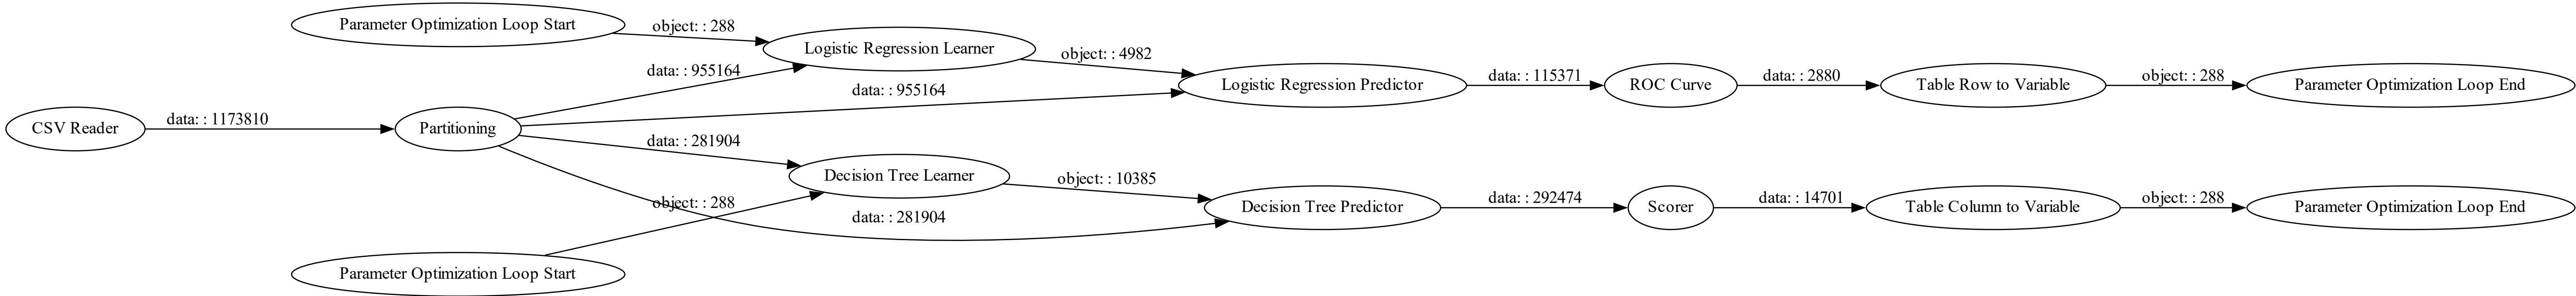 Parameter Optimization Loop Start
object: : 288
Logistic Regression Learner
object: : 4982
data: : 955164
Logistic Regression Predictor
data: : 115371
ROC Curve
data: : 2880
Table Row to Variable
object: : 288
Parameter Optimization Loop End
data: : 955164
CSV Reader
data: : 1173810
Partitioning
data: : 281904
Decision Tree Learner
object: : 10385
object: : 288
data: : 281904
Decision Tree Predictor
data: : 292474
Scorer
data: : 14701
Table Column to Variable
object: : 288
Parameter Optimization Loop End
Parameter Optimization Loop Start